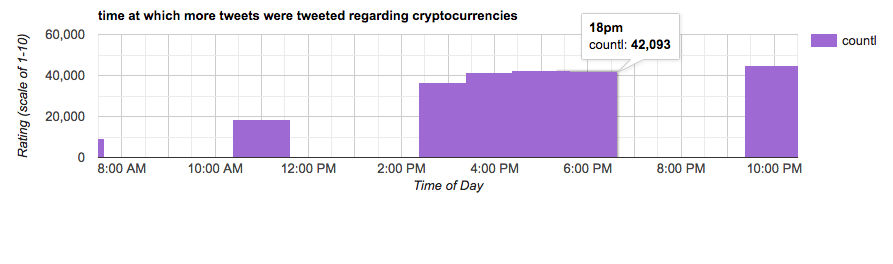 time at which more tweets were tweeted regarding cryptocurrencies
18pm
countl: 42,093
countl
Rating (scale of 1-10)
60,000
40,000
20,000
0
8:00 AM 10:00 AM 12:00 PM 2:00 PM 4:00 PM 6:00 PM 8:00 PM 10:00 PM
Time of Day